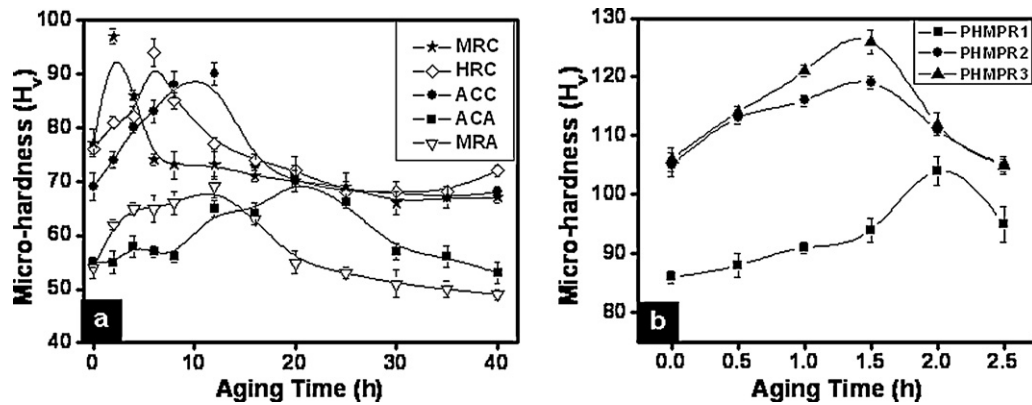 Micro-hardness (Hv)
100
90
80
70
60
50
40
MRC
HRC
ACC
ACA
MRA
a
0
10
20
30
40
Aging Time (h)
Micro-hardness (Hv)
130
120
110
100
90
80
PHMPR1
PHMPR2
PHMPR3
b
0.0
0.5
1.0
1.5
2.0
2.5
Aging Time (h)